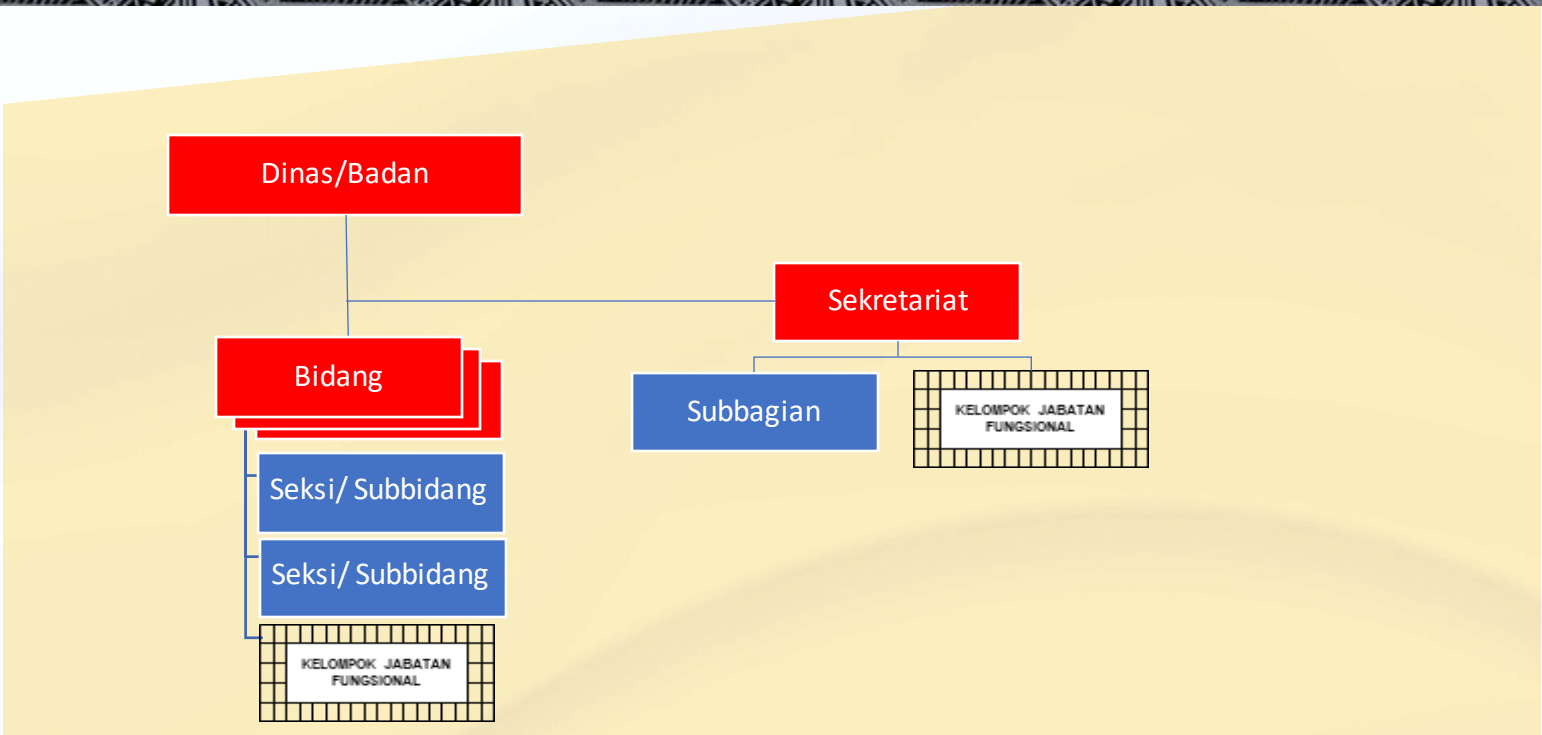 Dinas/Badan
Sekretariat
Bidang
Subbagian
KELOMPOK JABATAN
FUNGSIONAL
Seksi/ Subbidang
Seksi/ Subbidang
KELOMPOK JABATAN
FUNGSIONAL